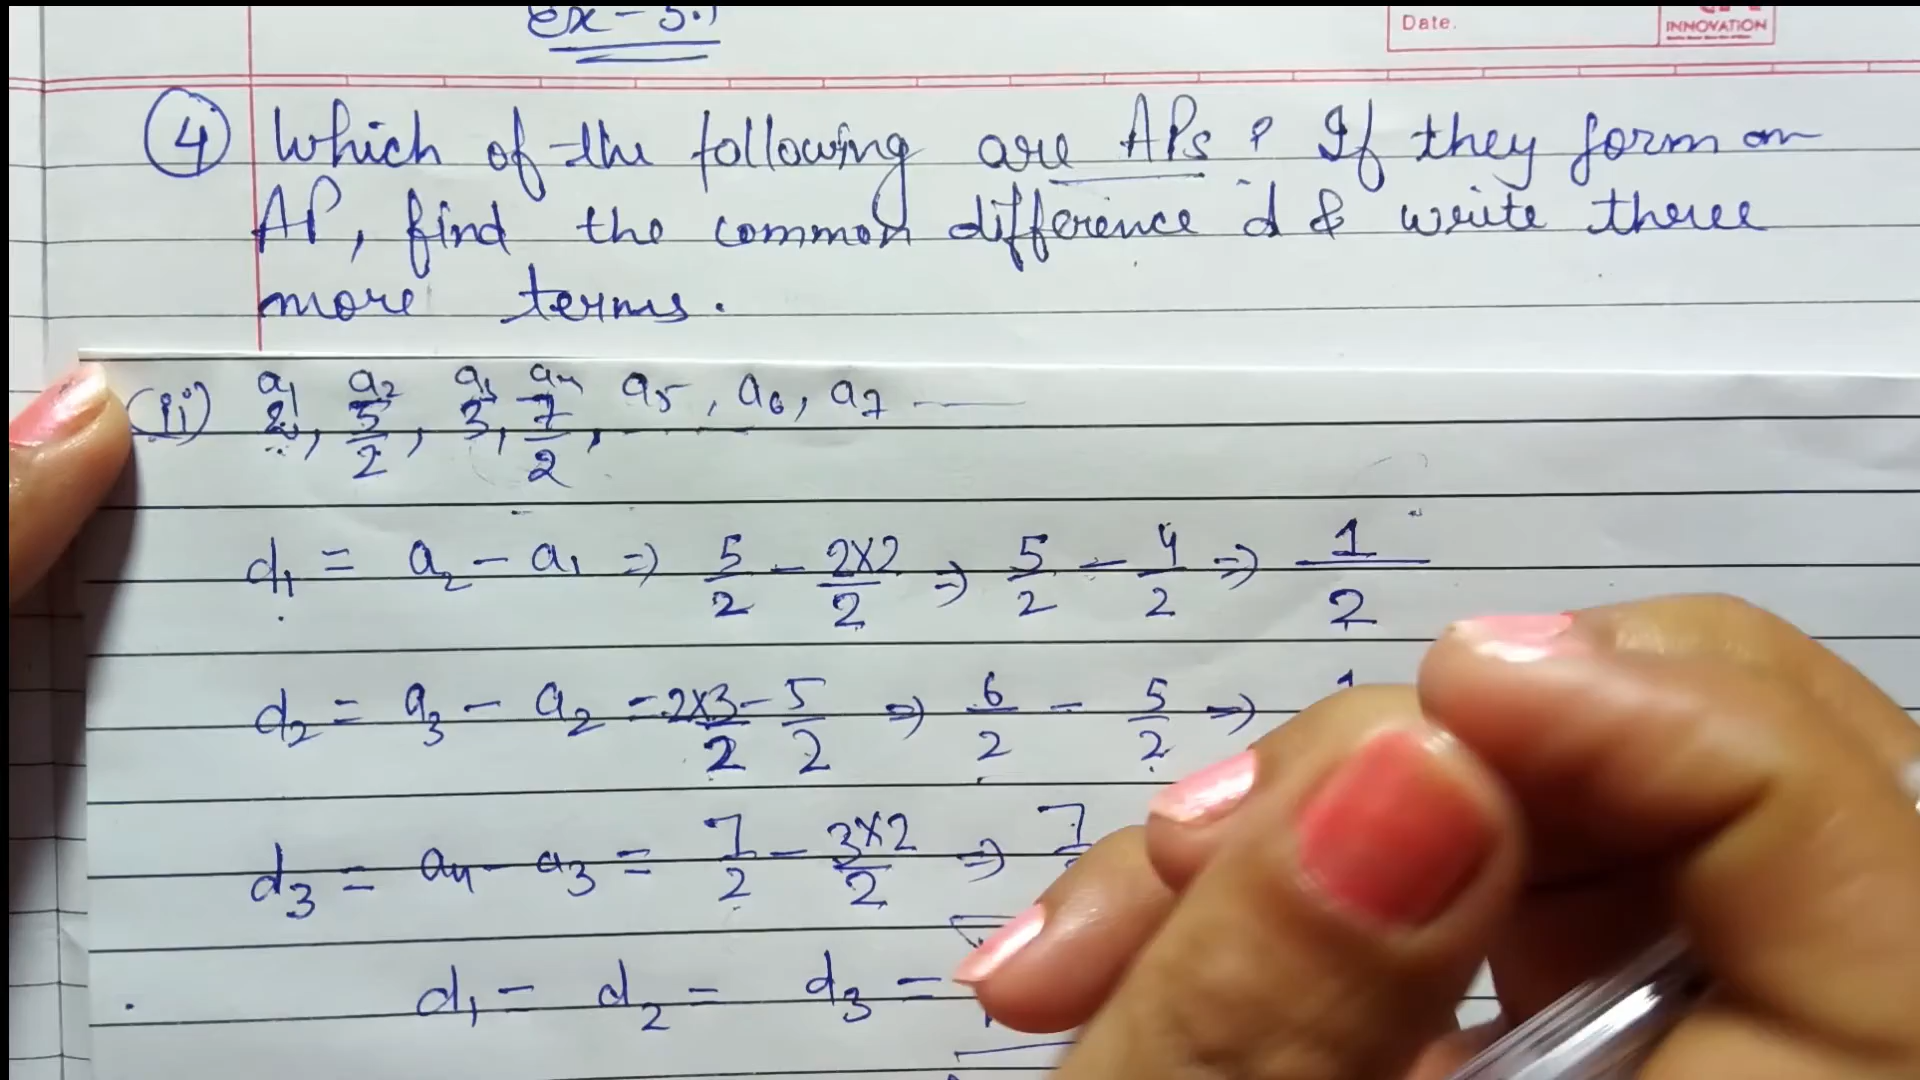 Ex - 5.1
Date.
INNOVATION
4 Which of the following are APs ? If they form an
AP, find the common difference d & write three
more terms.
a₁ a₂ a₃ a₄ a₅ , a₆ , a₇ ——
(ii) 2 , 5/2 , 3 , 7/2 ,
d₁ = a₂ - a₁ => 5/2 - 2×2/2 => 5/2 - 4/2 => 1/2
d₂ = a₃ - a₂ = 2×3/2 - 5/2 => 6/2 - 5/2 => 1
d₃ = a₄ - a₃ = 7/2 - 3×2/2 => 7
d₁ = d₂ = d₃ =